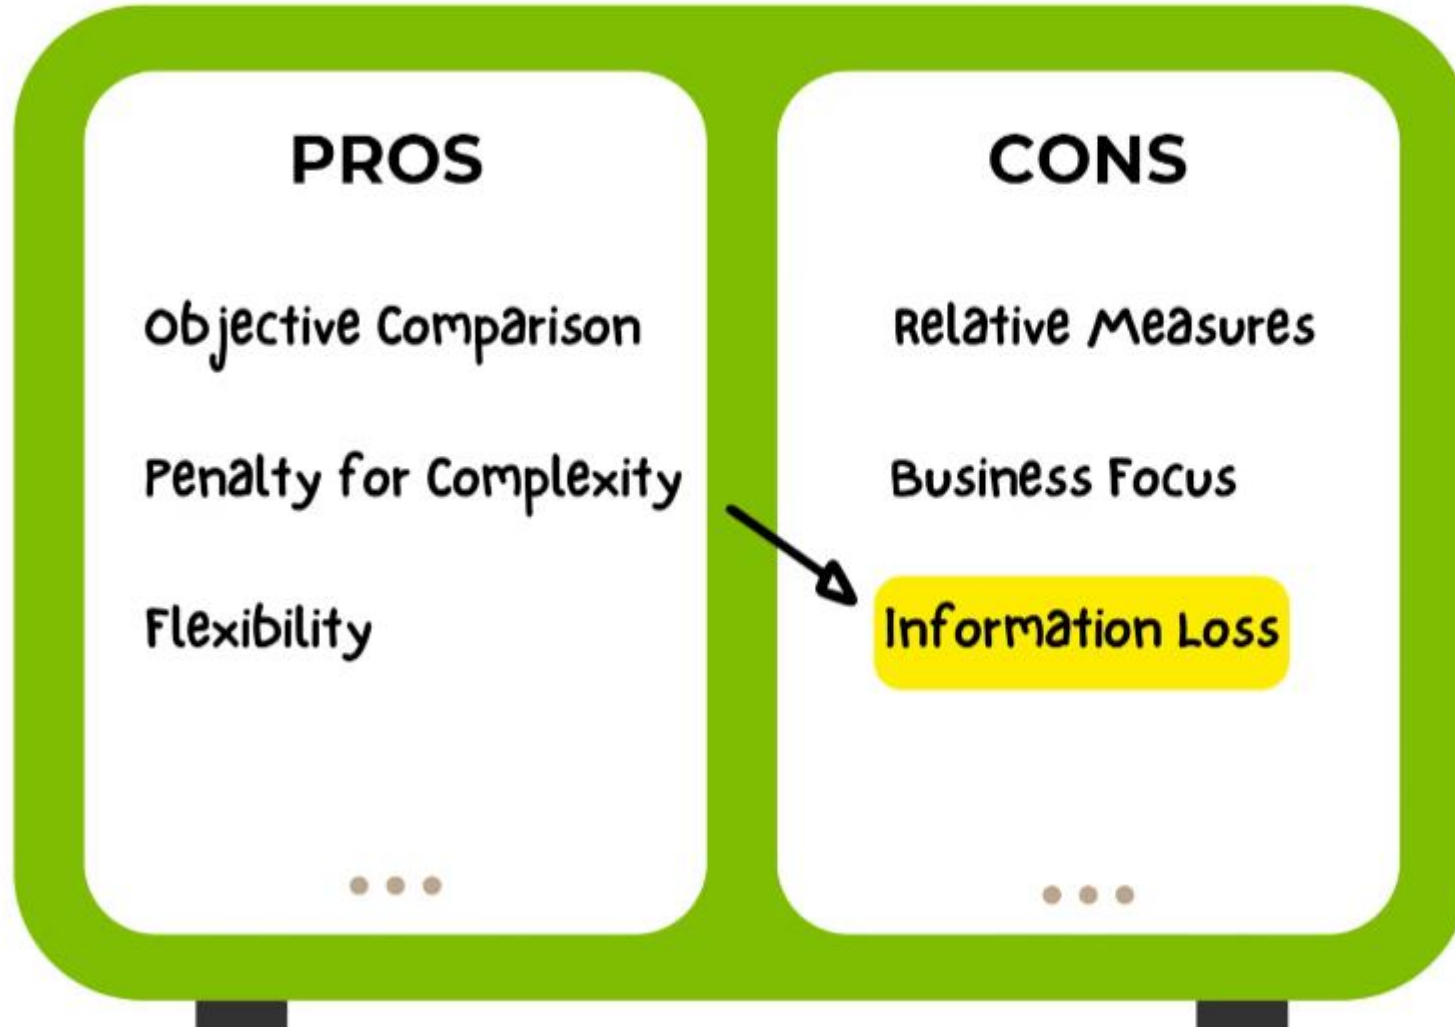 PROS
Objective Comparison
Penalty for Complexity
Flexibility
CONS
Relative Measures
Business Focus
Information Loss